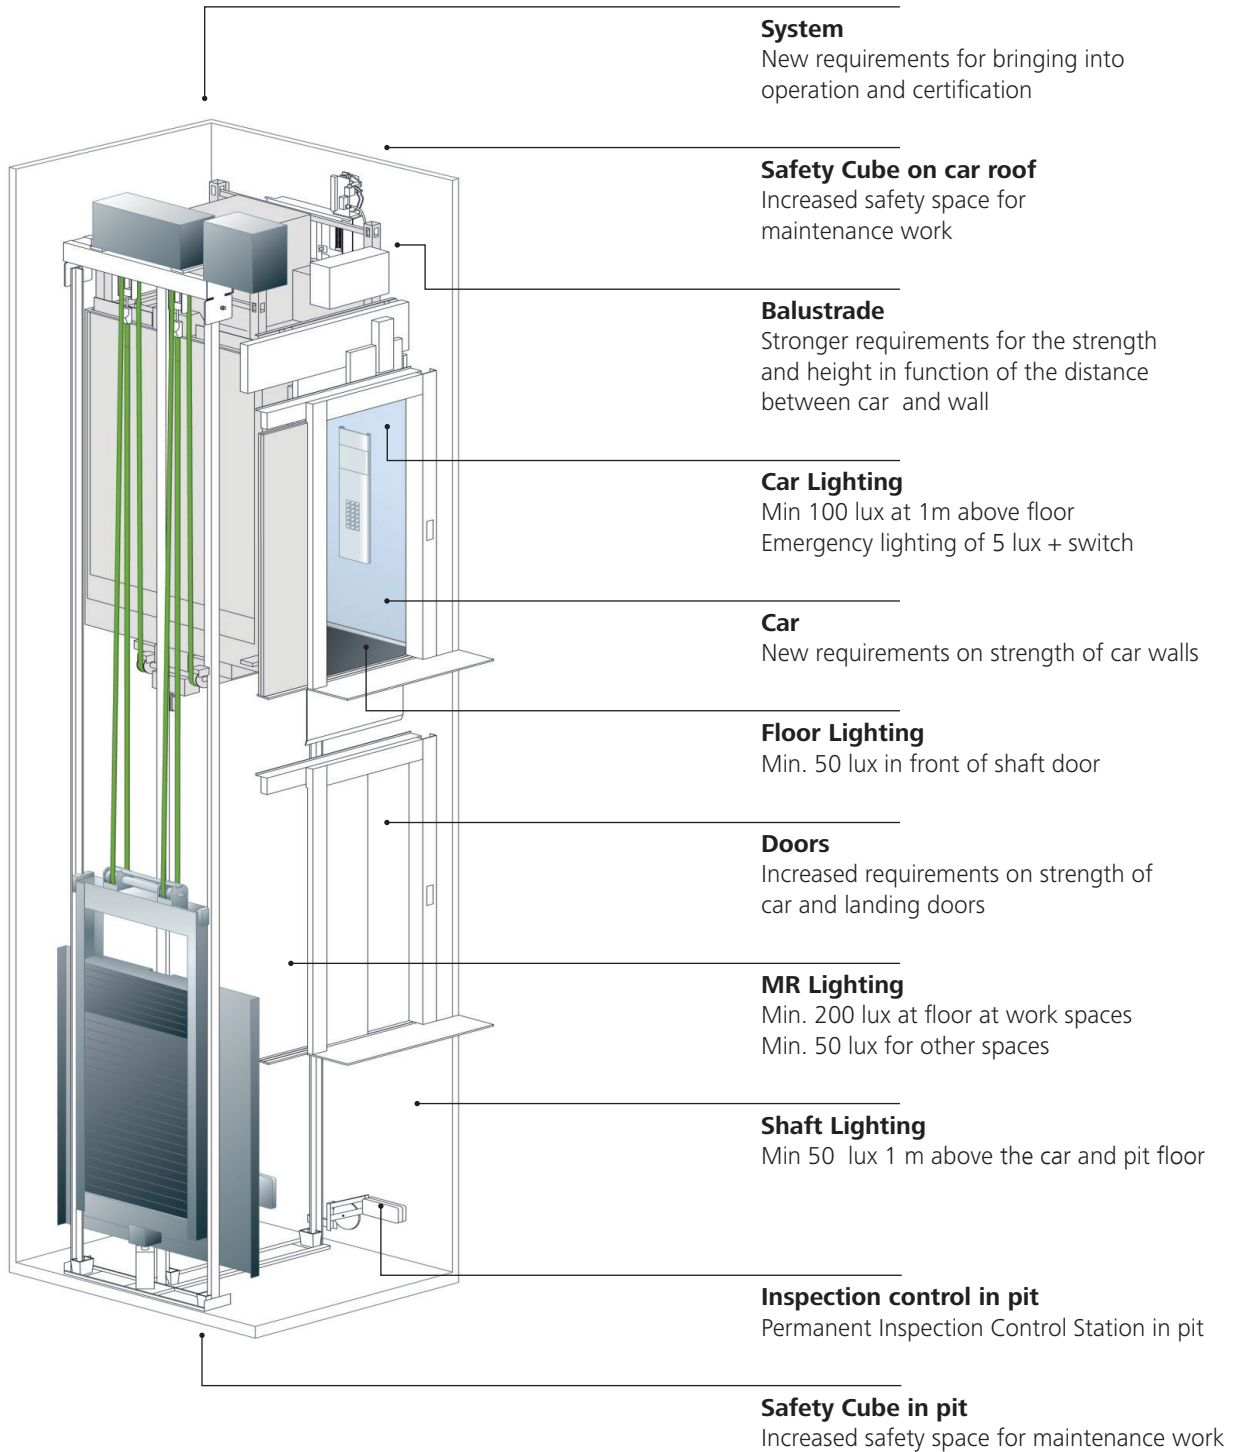 System
New requirements for bringing into
operation and certification
Safety Cube on car roof
Increased safety space for
maintenance work
Balustrade
Stronger requirements for the strength
and height in function of the distance
between car and wall
Car Lighting
Min 100 lux at 1m above floor
Emergency lighting of 5 lux + switch
Car
New requirements on strength of car walls
Floor Lighting
Min. 50 lux in front of shaft door
Doors
Increased requirements on strength of
car and landing doors
MR Lighting
Min. 200 lux at floor at work spaces
Min. 50 lux for other spaces
Shaft Lighting
Min 50 lux 1 m above the car and pit floor
Inspection control in pit
Permanent Inspection Control Station in pit
Safety Cube in pit
Increased safety space for maintenance work